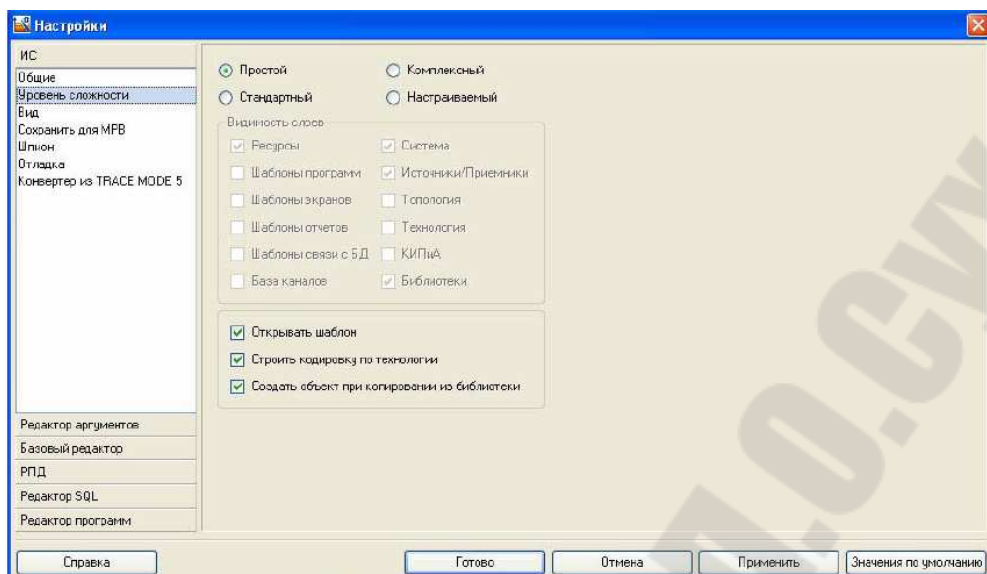 Настройки
ИС
Общие
Уровень сложности
Вид
Сохранить для МРВ
Шпион
Отладка
Конвертер из TRACE MODE 5
Редактор аргументов
Базовый редактор
РПД
Редактор SQL
Редактор программ
Простой
Комплексный
Стандартный
Настраиваемый
Видимость слоев
Ресурсы
Система
Шаблоны программ
Источники/Приемники
Шаблоны экранов
Топология
Шаблоны отчетов
Технология
Шаблоны связи с БД
КИПиА
База каналов
Библиотеки
Открывать шаблон
Строить кодировку по технологии
Создать объект при копировании из библиотеки
Справка
Готово
Отмена
Применить
Значения по умолчанию